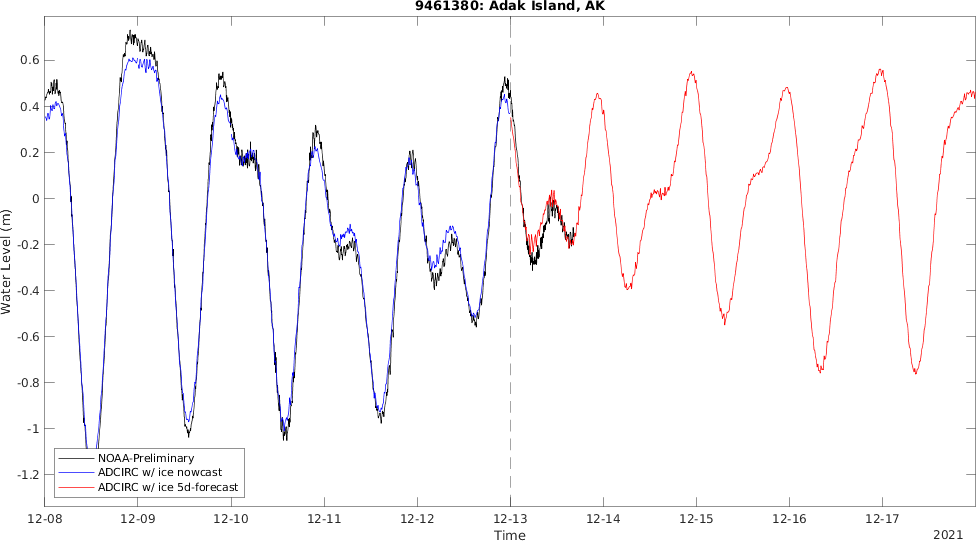 9461380: Adak Island, AK
Water Level (m)
0.6
0.4
0.2
0
-0.2
-0.4
-0.6
-0.8
-1
-1.2
NOAA-Preliminary
ADCIRC w/ ice nowcast
ADCIRC w/ ice 5d-forecast
12-08 12-09 12-10 12-11 12-12 12-13 12-14 12-15 12-16 12-17
Time
2021